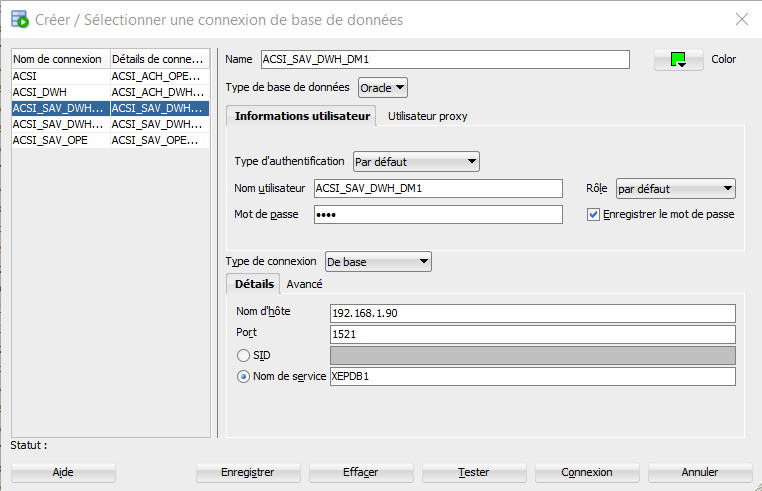 Créer / Sélectionner une connexion de base de données
Nom de connexion Détails de conne...
ACSI ACSI_ACH_OPE...
ACSI_DWH ACSI_ACH_DWH...
ACSI_SAV_DWH... ACSI_SAV_DWH...
ACSI_SAV_DWH... ACSI_SAV_DWH...
ACSI_SAV_OPE ACSI_SAV_OPE...
Name ACSI_SAV_DWH_DM1 Color
Type de base de données Oracle
Informations utilisateur Utilisateur proxy
Type d'authentification Par défaut
Nom utilisateur ACSI_SAV_DWH_DM1 Rôle par défaut
Mot de passe •••• Enregistrer le mot de passe
Type de connexion De base
Détails Avancé
Nom d'hôte 192.168.1.90
Port 1521
SID
Nom de service XEPDB1
Statut :
Aide Enregistrer Effacer Tester Connexion Annuler